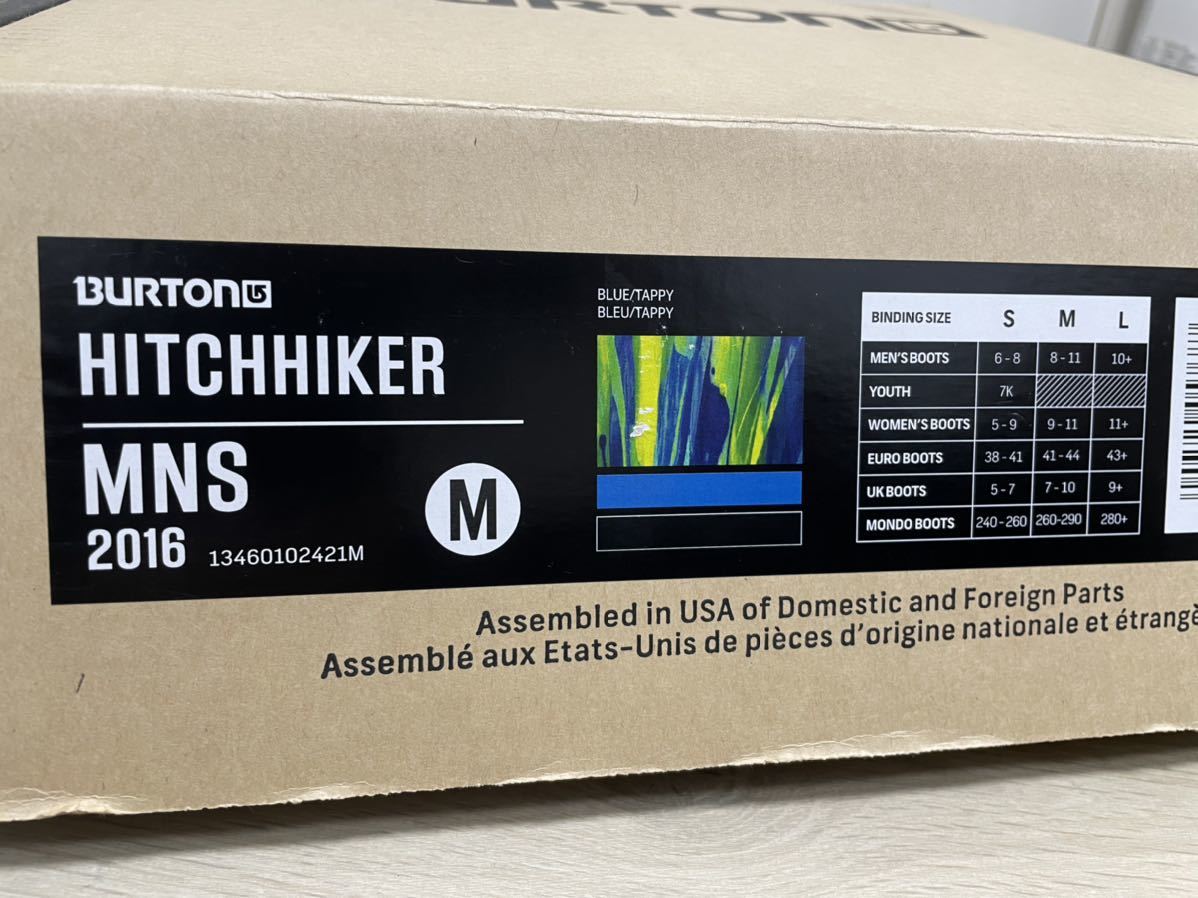 BURTON
BURTON
HITCHHIKER
MNS
2016 13460102421M
M
BLUE/TAPPY
BLEU/TAPPY
BINDING SIZE S M L
MEN'S BOOTS 6-8 8-11 10+
YOUTH 7K
WOMEN'S BOOTS 5-9 9-11 11+
EURO BOOTS 38-41 41-44 43+
UK BOOTS 5-7 7-10 9+
MONDO BOOTS 240-260 260-290 280+
Assembled in USA of Domestic and Foreign Parts
Assemblé aux Etats-Unis de pièces d'origine nationale et étrangè